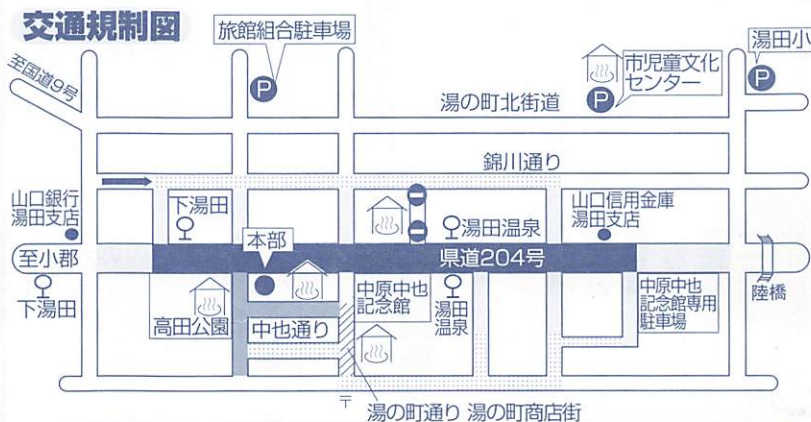 交通規制図
旅館組合駐車場
湯田小
至国道9号
P
P
市児童文化
センター
P
湯の町北街道
錦川通り
山口銀行
湯田支店
下湯田
山口信用金庫
湯田支店
湯田温泉
本部
至小郡
県道204号
下湯田
高田公園
中也通り
中原中也
記念館
湯田
温泉
中原中也
記念館専用
駐車場
陸橋
〒
湯の町通り 湯の町商店街